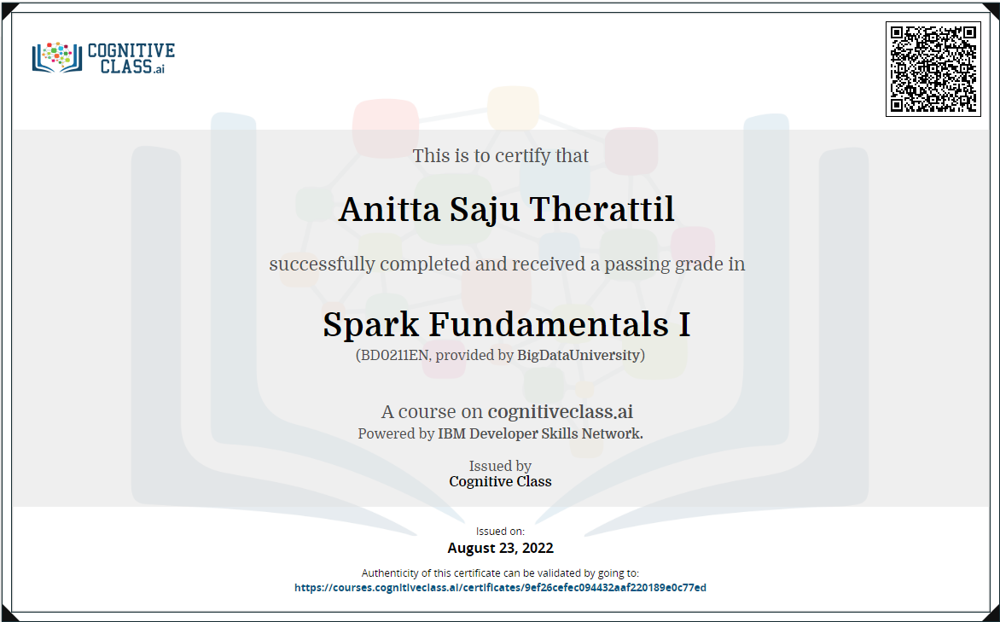 COGNITIVE
CLASS.ai
This is to certify that
Anitta Saju Therattil
successfully completed and received a passing grade in
Spark Fundamentals I
(BD0211EN, provided by BigDataUniversity)
A course on cognitiveclass.ai
Powered by IBM Developer Skills Network.
Issued by
Cognitive Class
Issued on:
August 23, 2022
Authenticity of this certificate can be validated by going to:
https://courses.cognitiveclass.ai/certificates/9ef26cefec094432aaf220189e0c77ed